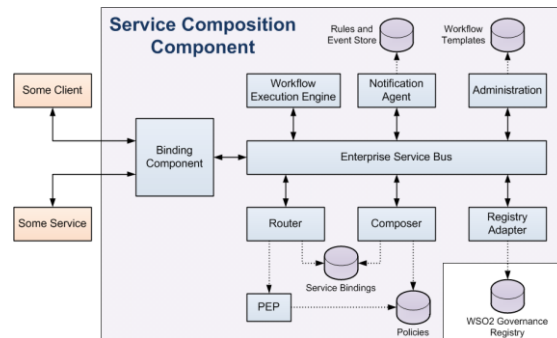 Service Composition
Component
Rules and
Event Store
Workflow
Templates
Some Client
Workflow
Execution Engine
Notification
Agent
Administration
Binding
Component
Enterprise Service Bus
Some Service
Router
Composer
Registry
Adapter
Service Bindings
PEP
Policies
WSO2 Governance
Registry